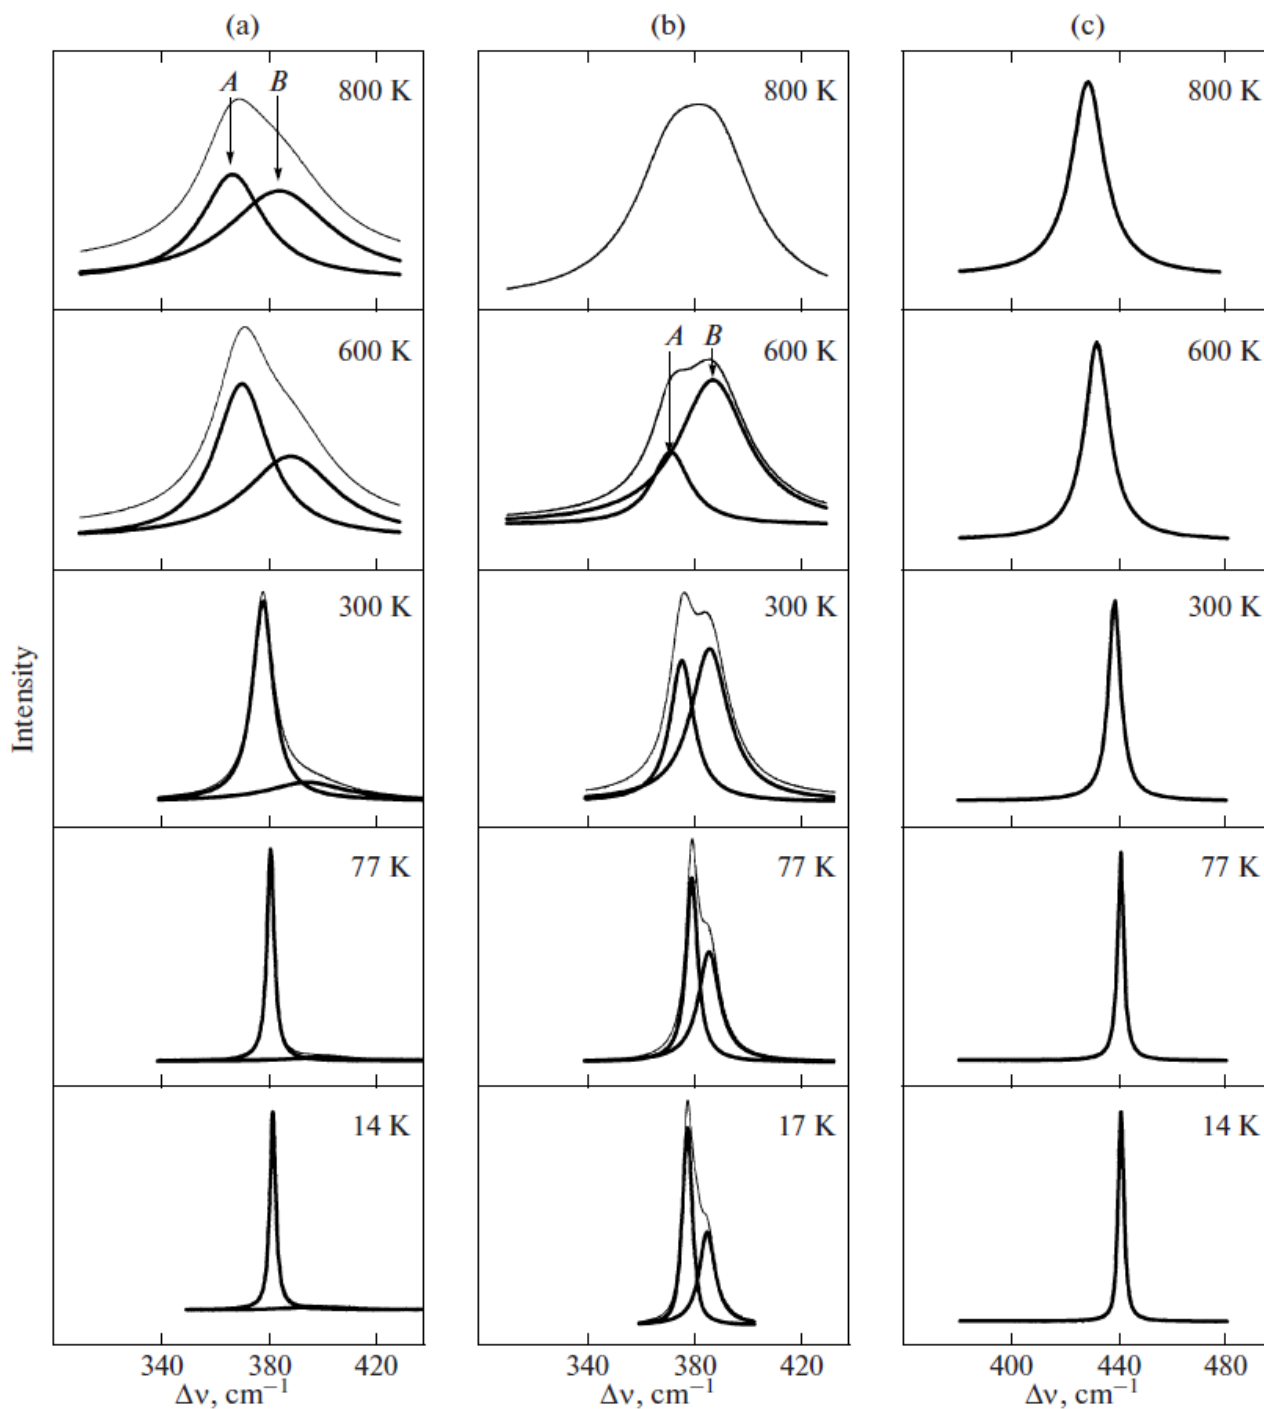 (a) (b) (c)
A B 800 K 800 K 800 K
600 K A B 600 K 600 K
300 K 300 K 300 K
Intensity
77 K 77 K 77 K
14 K 17 K 14 K
340 380 420 340 380 420 400 440 480
Δν, cm⁻¹ Δν, cm⁻¹ Δν, cm⁻¹